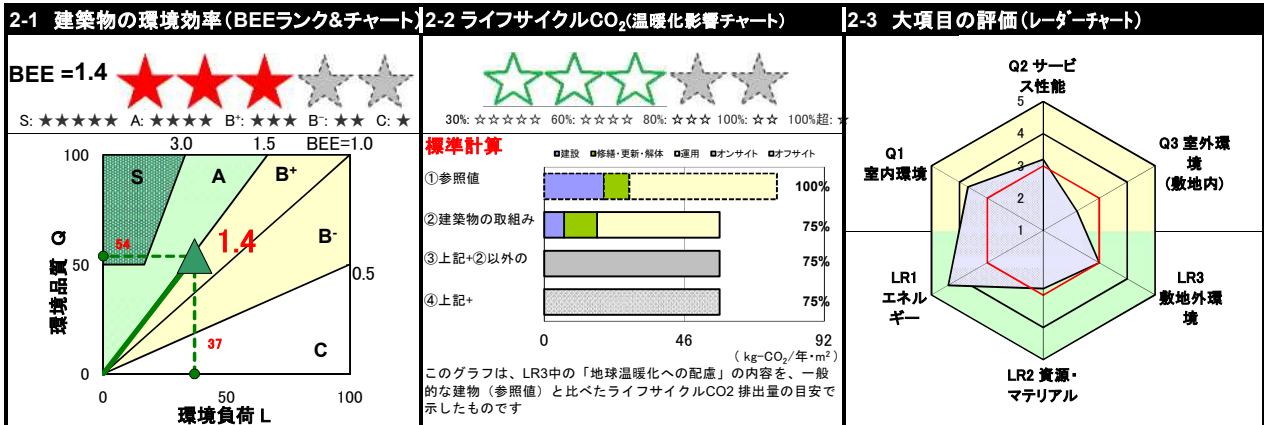 2-1 建築物の環境効率(BEEランク&チャート)
BEE =1.4
S: ★★★★★ A: ★★★★ B⁺: ★★★ B⁻: ★★ C: ★
3.0 1.5 BEE=1.0
100
S
A
B⁺
54
1.4
B⁻
50
0.5
37
C
0
0 50 100
環境品質 Q
環境負荷 L
2-2 ライフサイクルCO₂(温暖化影響チャート)
30%: ☆☆☆☆☆ 60%: ☆☆☆☆ 80%: ☆☆☆ 100%: ☆☆ 100%超: ☆
標準計算
■建設 ■修繕・更新・解体 □運用 ■オンサイト ■オフサイト
①参照値 100%
②建築物の取組み 75%
③上記+②以外の 75%
④上記+ 75%
0 46 92
( kg-CO₂/年・m² )
このグラフは、LR3中の「地球温暖化への配慮」の内容を、一般
的な建物(参照値)と比べたライフサイクルCO2 排出量の目安で
示したものです
2-3 大項目の評価(レーダーチャート)
Q2 サービ
ス性能
5
4
3
2
1
Q1
室内環境
Q3 室外環
境
(敷地内)
LR1
エネル
ギー
LR3
敷地外環
境
LR2 資源・
マテリアル